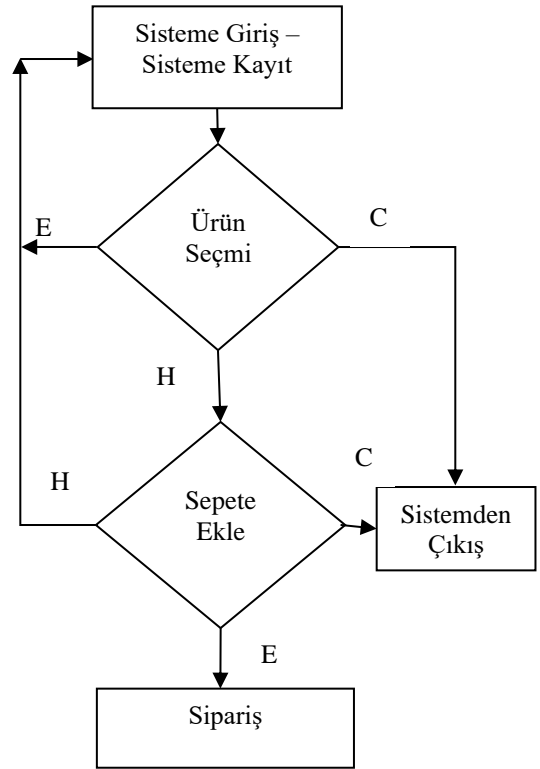 Sisteme Giriş –
Sisteme Kayıt
E
Ürün
Seçmi
C
H
H
Sepete
Ekle
C
Sistemden
Çıkış
E
Sipariş